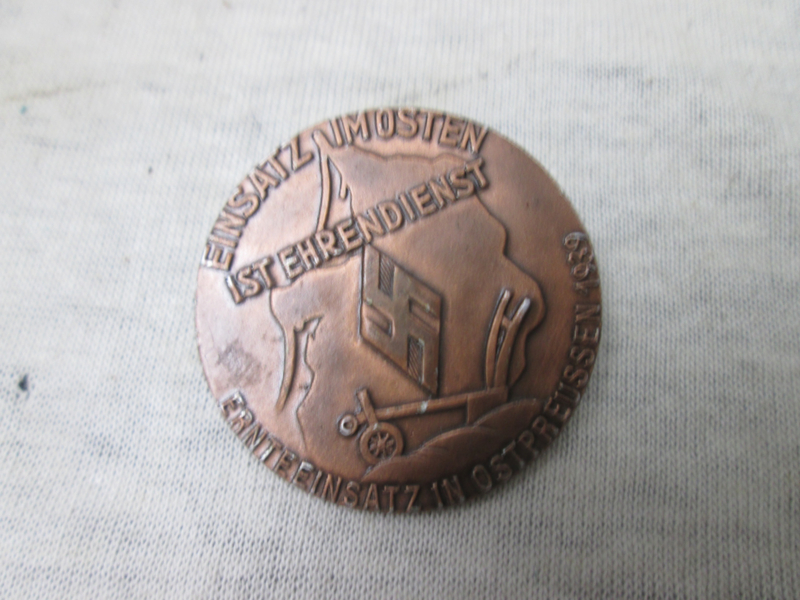 EINSATZ IM OSTEN
IST EHRENDIENST
ERNTEEINSATZ IN OSTPREUSSEN 1939